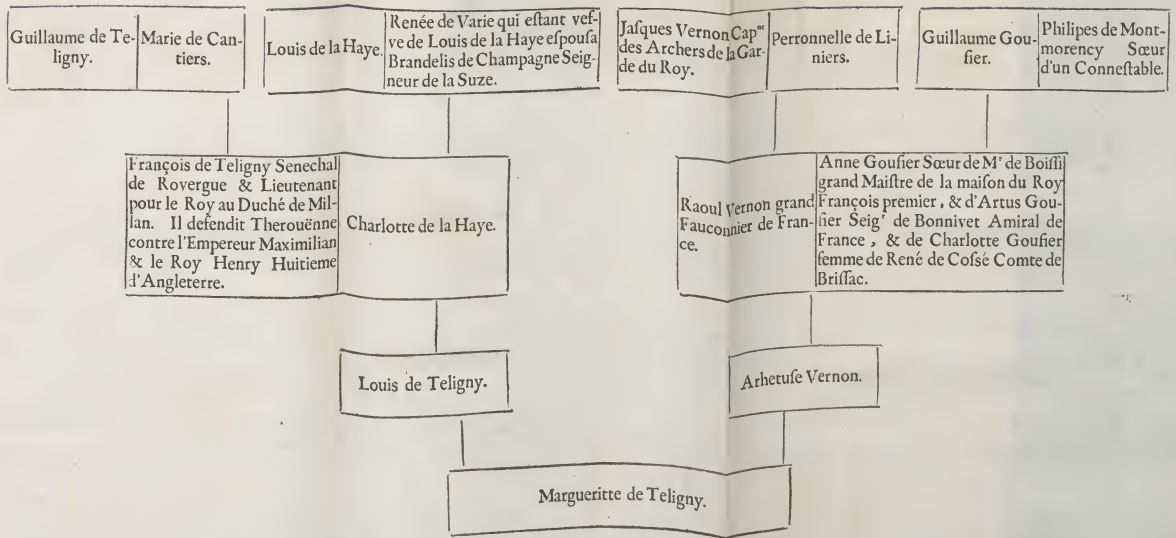 Guillaume de Te-
ligny.
Marie de Can-
tiers.
Louis de la Haye.
Renée de Varie qui eſtant veſ-
ve de Louis de la Haye eſpouſa
Brandelis de Champagne Seig-
neur de la Suze.
Jaſques Vernon Capne
des Archers de la Gar-
de du Roy.
Perronnelle de Li-
niers.
Guillaume Gou-
fier.
Philipes de Mont-
morency Sœur
d'un Conneſtable.
François de Teligny Senechal
de Rovergue & Lieutenant
pour le Roy au Duché de Mil-
lan. Il defendit Therouënne
contre l'Empereur Maximilian
& le Roy Henry Huitieme
d'Angleterre.
Charlotte de la Haye.
Raoul Vernon grand
Fauconnier de Fran-
ce.
Anne Goufier Sœur de Mr de Boiſſi
grand Maiſtre de la maiſon du Roy
François premier, & d'Artus Gou-
fier Seigr de Bonnivet Amiral de
France, & de Charlotte Goufier
femme de René de Coſſé Comte de
Briſſac.
Louis de Teligny.
Arhetuſe Vernon.
Margueritte de Teligny.